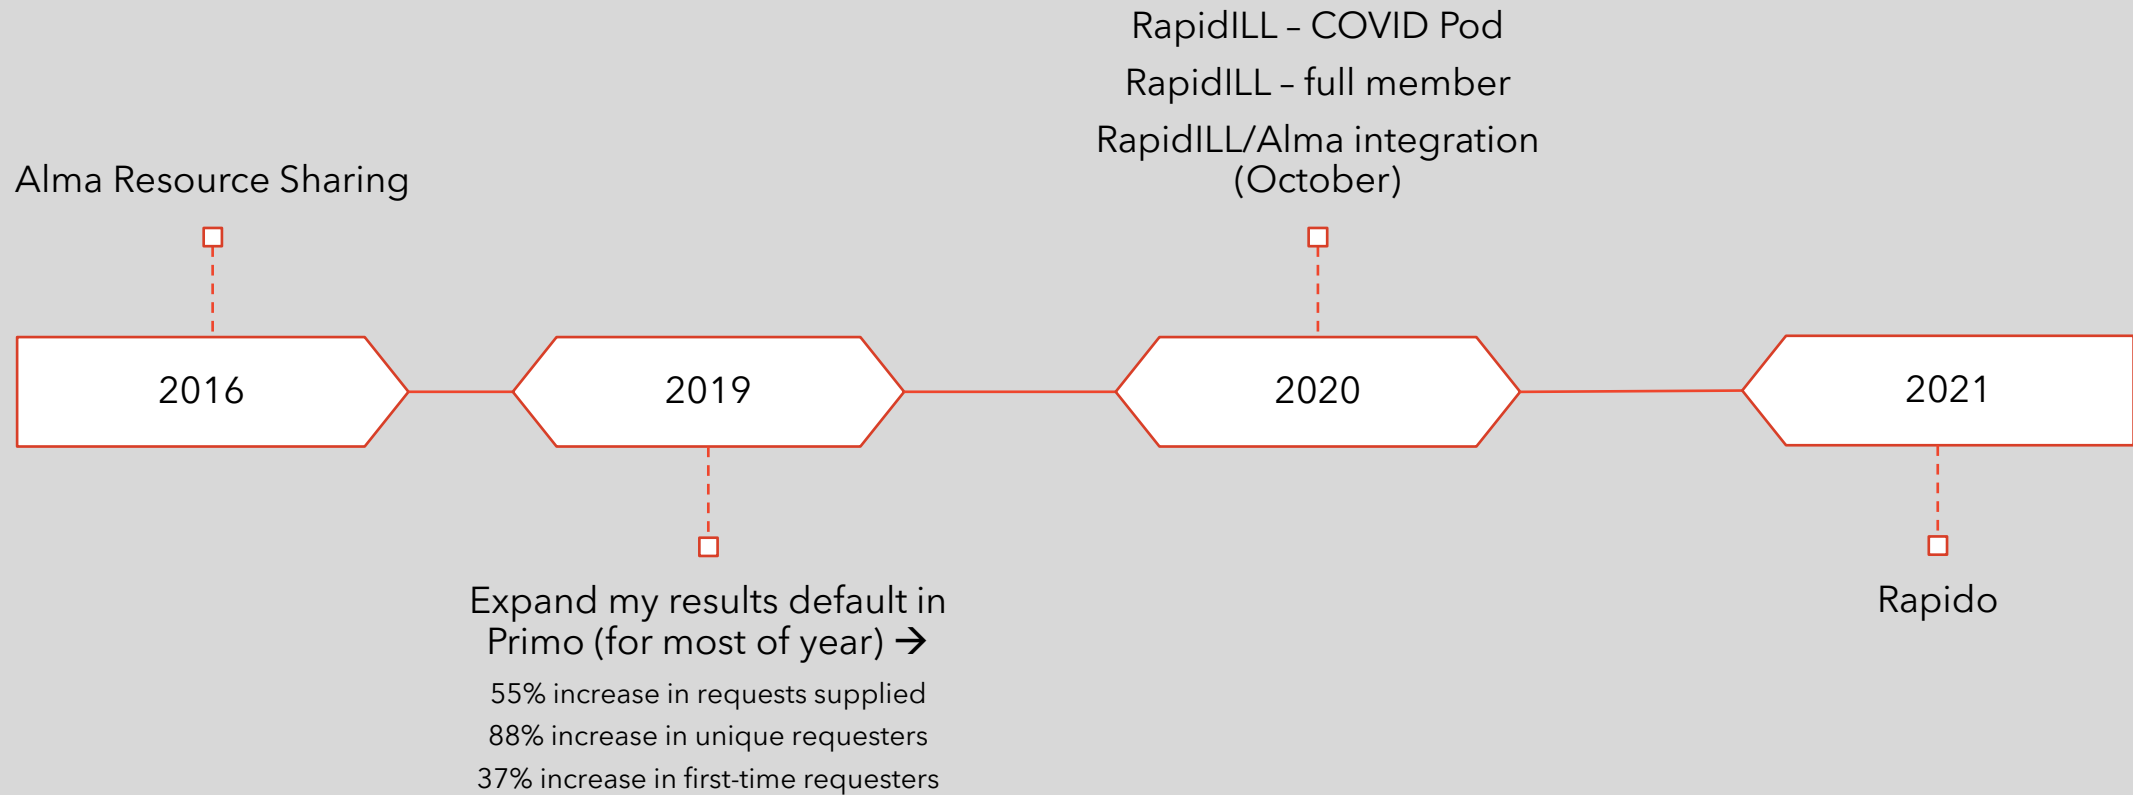 RapidILL – COVID Pod
RapidILL – full member
RapidILL/Alma integration
(October)
Alma Resource Sharing
2016
2019
2020
2021
Expand my results default in
Primo (for most of year) →
55% increase in requests supplied
88% increase in unique requesters
37% increase in first-time requesters
Rapido